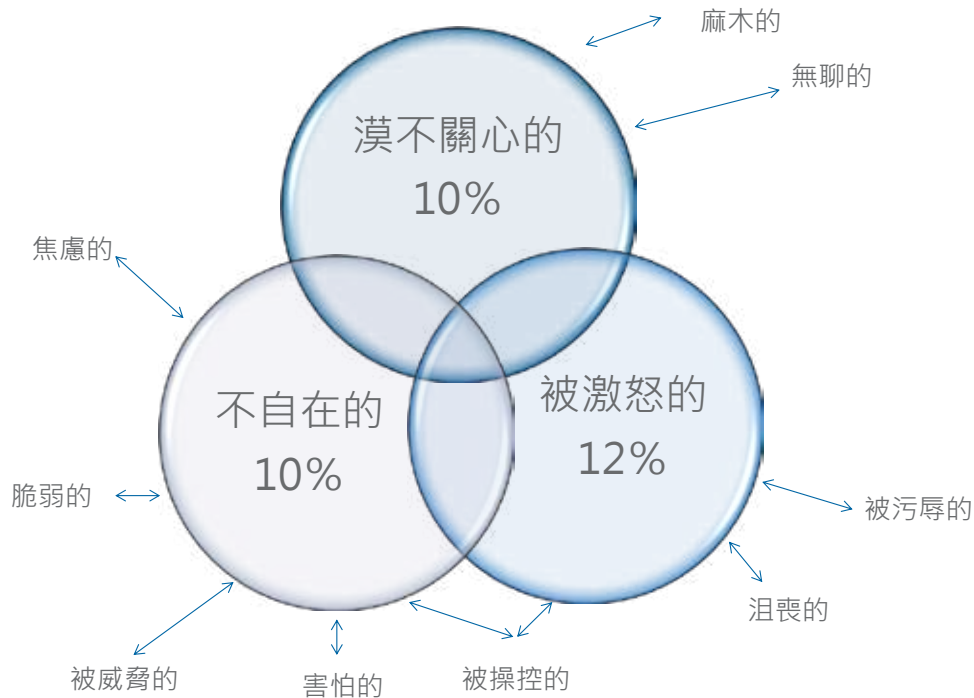 麻木的
無聊的
漠不關心的
10%
焦慮的
不自在的
10%
被激怒的
12%
脆弱的
被污辱的
沮喪的
被威脅的
害怕的
被操控的